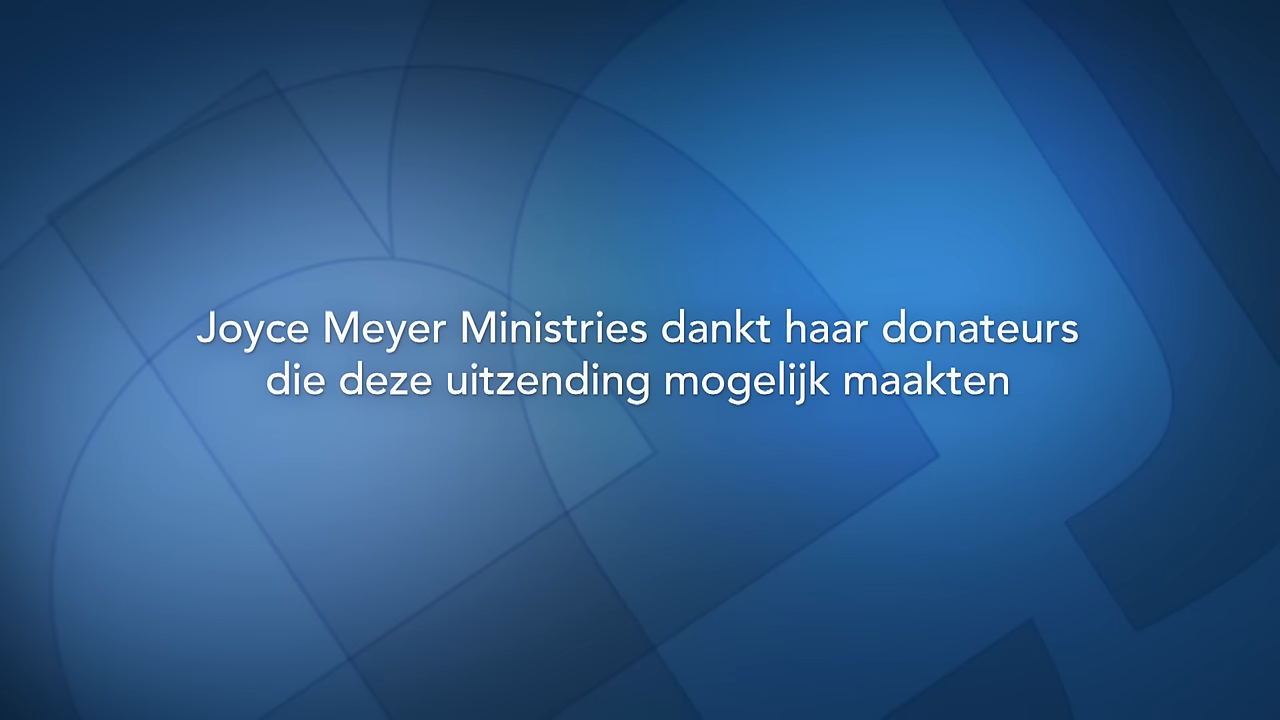 Joyce Meyer Ministries dankt haar donateurs
die deze uitzending mogelijk maakten